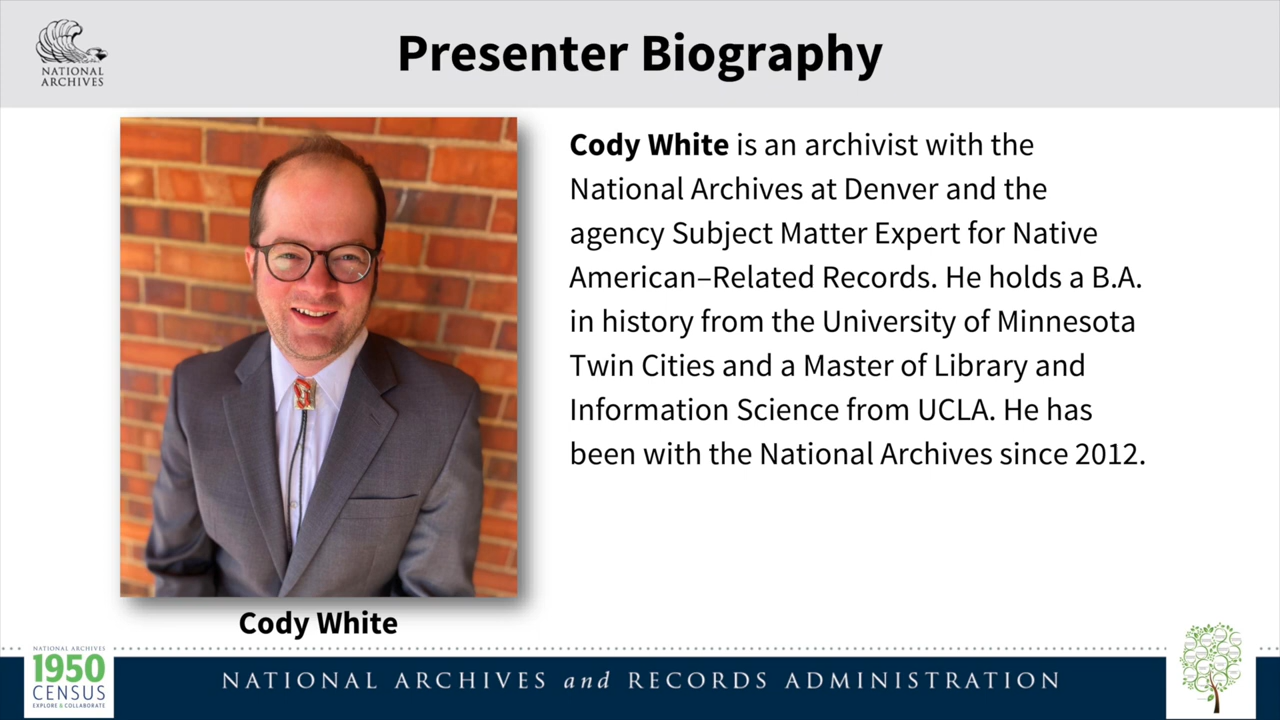 NATIONAL
ARCHIVES
Presenter Biography
Cody White is an archivist with the
National Archives at Denver and the
agency Subject Matter Expert for Native
American–Related Records. He holds a B.A.
in history from the University of Minnesota
Twin Cities and a Master of Library and
Information Science from UCLA. He has
been with the National Archives since 2012.
Cody White
NATIONAL ARCHIVES
1950
CENSUS
EXPLORE & COLLABORATE
NATIONAL ARCHIVES and RECORDS ADMINISTRATION